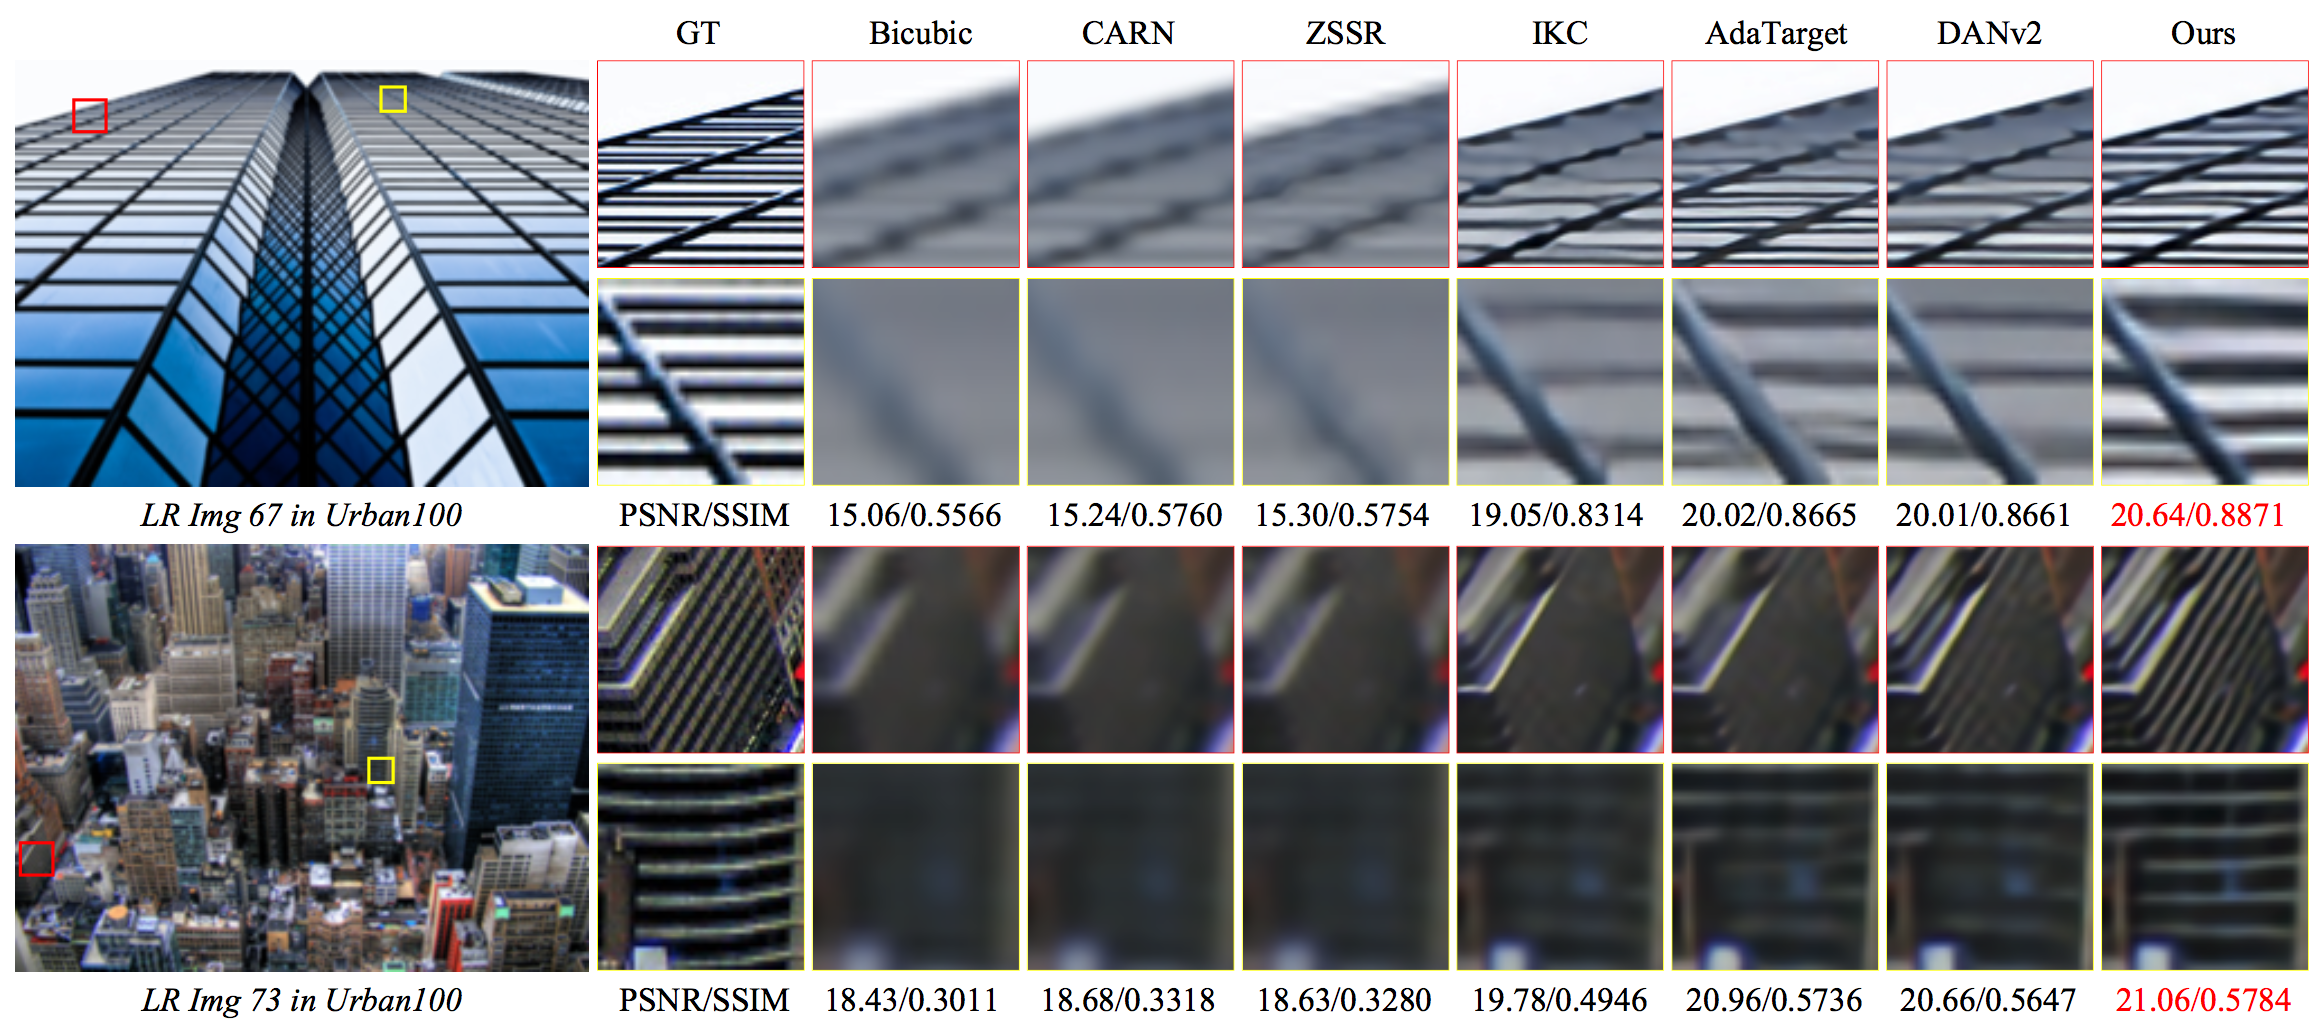 GT Bicubic CARN ZSSR IKC AdaTarget DANv2 Ours
LR Img 67 in Urban100 PSNR/SSIM 15.06/0.5566 15.24/0.5760 15.30/0.5754 19.05/0.8314 20.02/0.8665 20.01/0.8661 20.64/0.8871
LR Img 73 in Urban100 PSNR/SSIM 18.43/0.3011 18.68/0.3318 18.63/0.3280 19.78/0.4946 20.96/0.5736 20.66/0.5647 21.06/0.5784